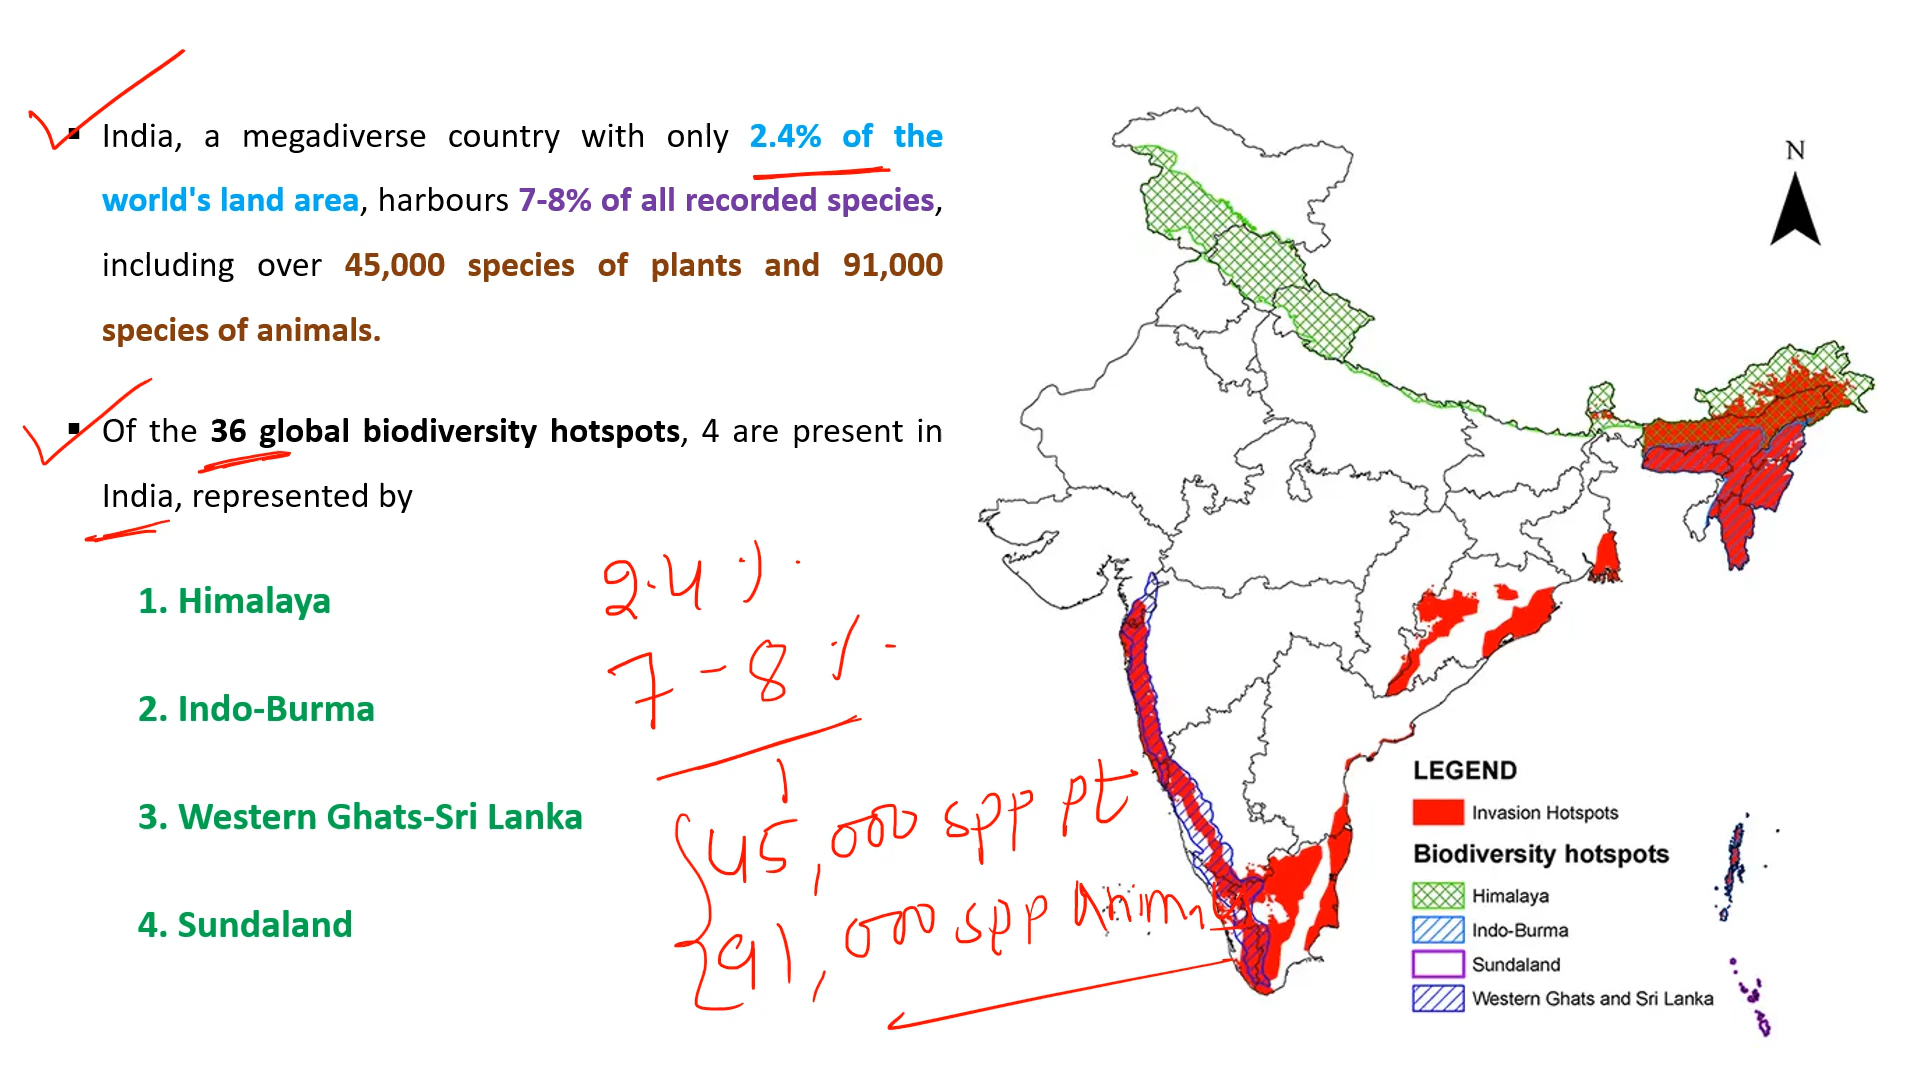 ▪ India, a megadiverse country with only 2.4% of the
world's land area, harbours 7-8% of all recorded species,
including over 45,000 species of plants and 91,000
species of animals.
▪ Of the 36 global biodiversity hotspots, 4 are present in
India, represented by
1. Himalaya
2. Indo-Burma
3. Western Ghats-Sri Lanka
4. Sundaland
2.4 %.
7 - 8 %.
45,000 spp pt
91,000 spp Animal
N
LEGEND
Invasion Hotspots
Biodiversity hotspots
Himalaya
Indo-Burma
Sundaland
Western Ghats and Sri Lanka